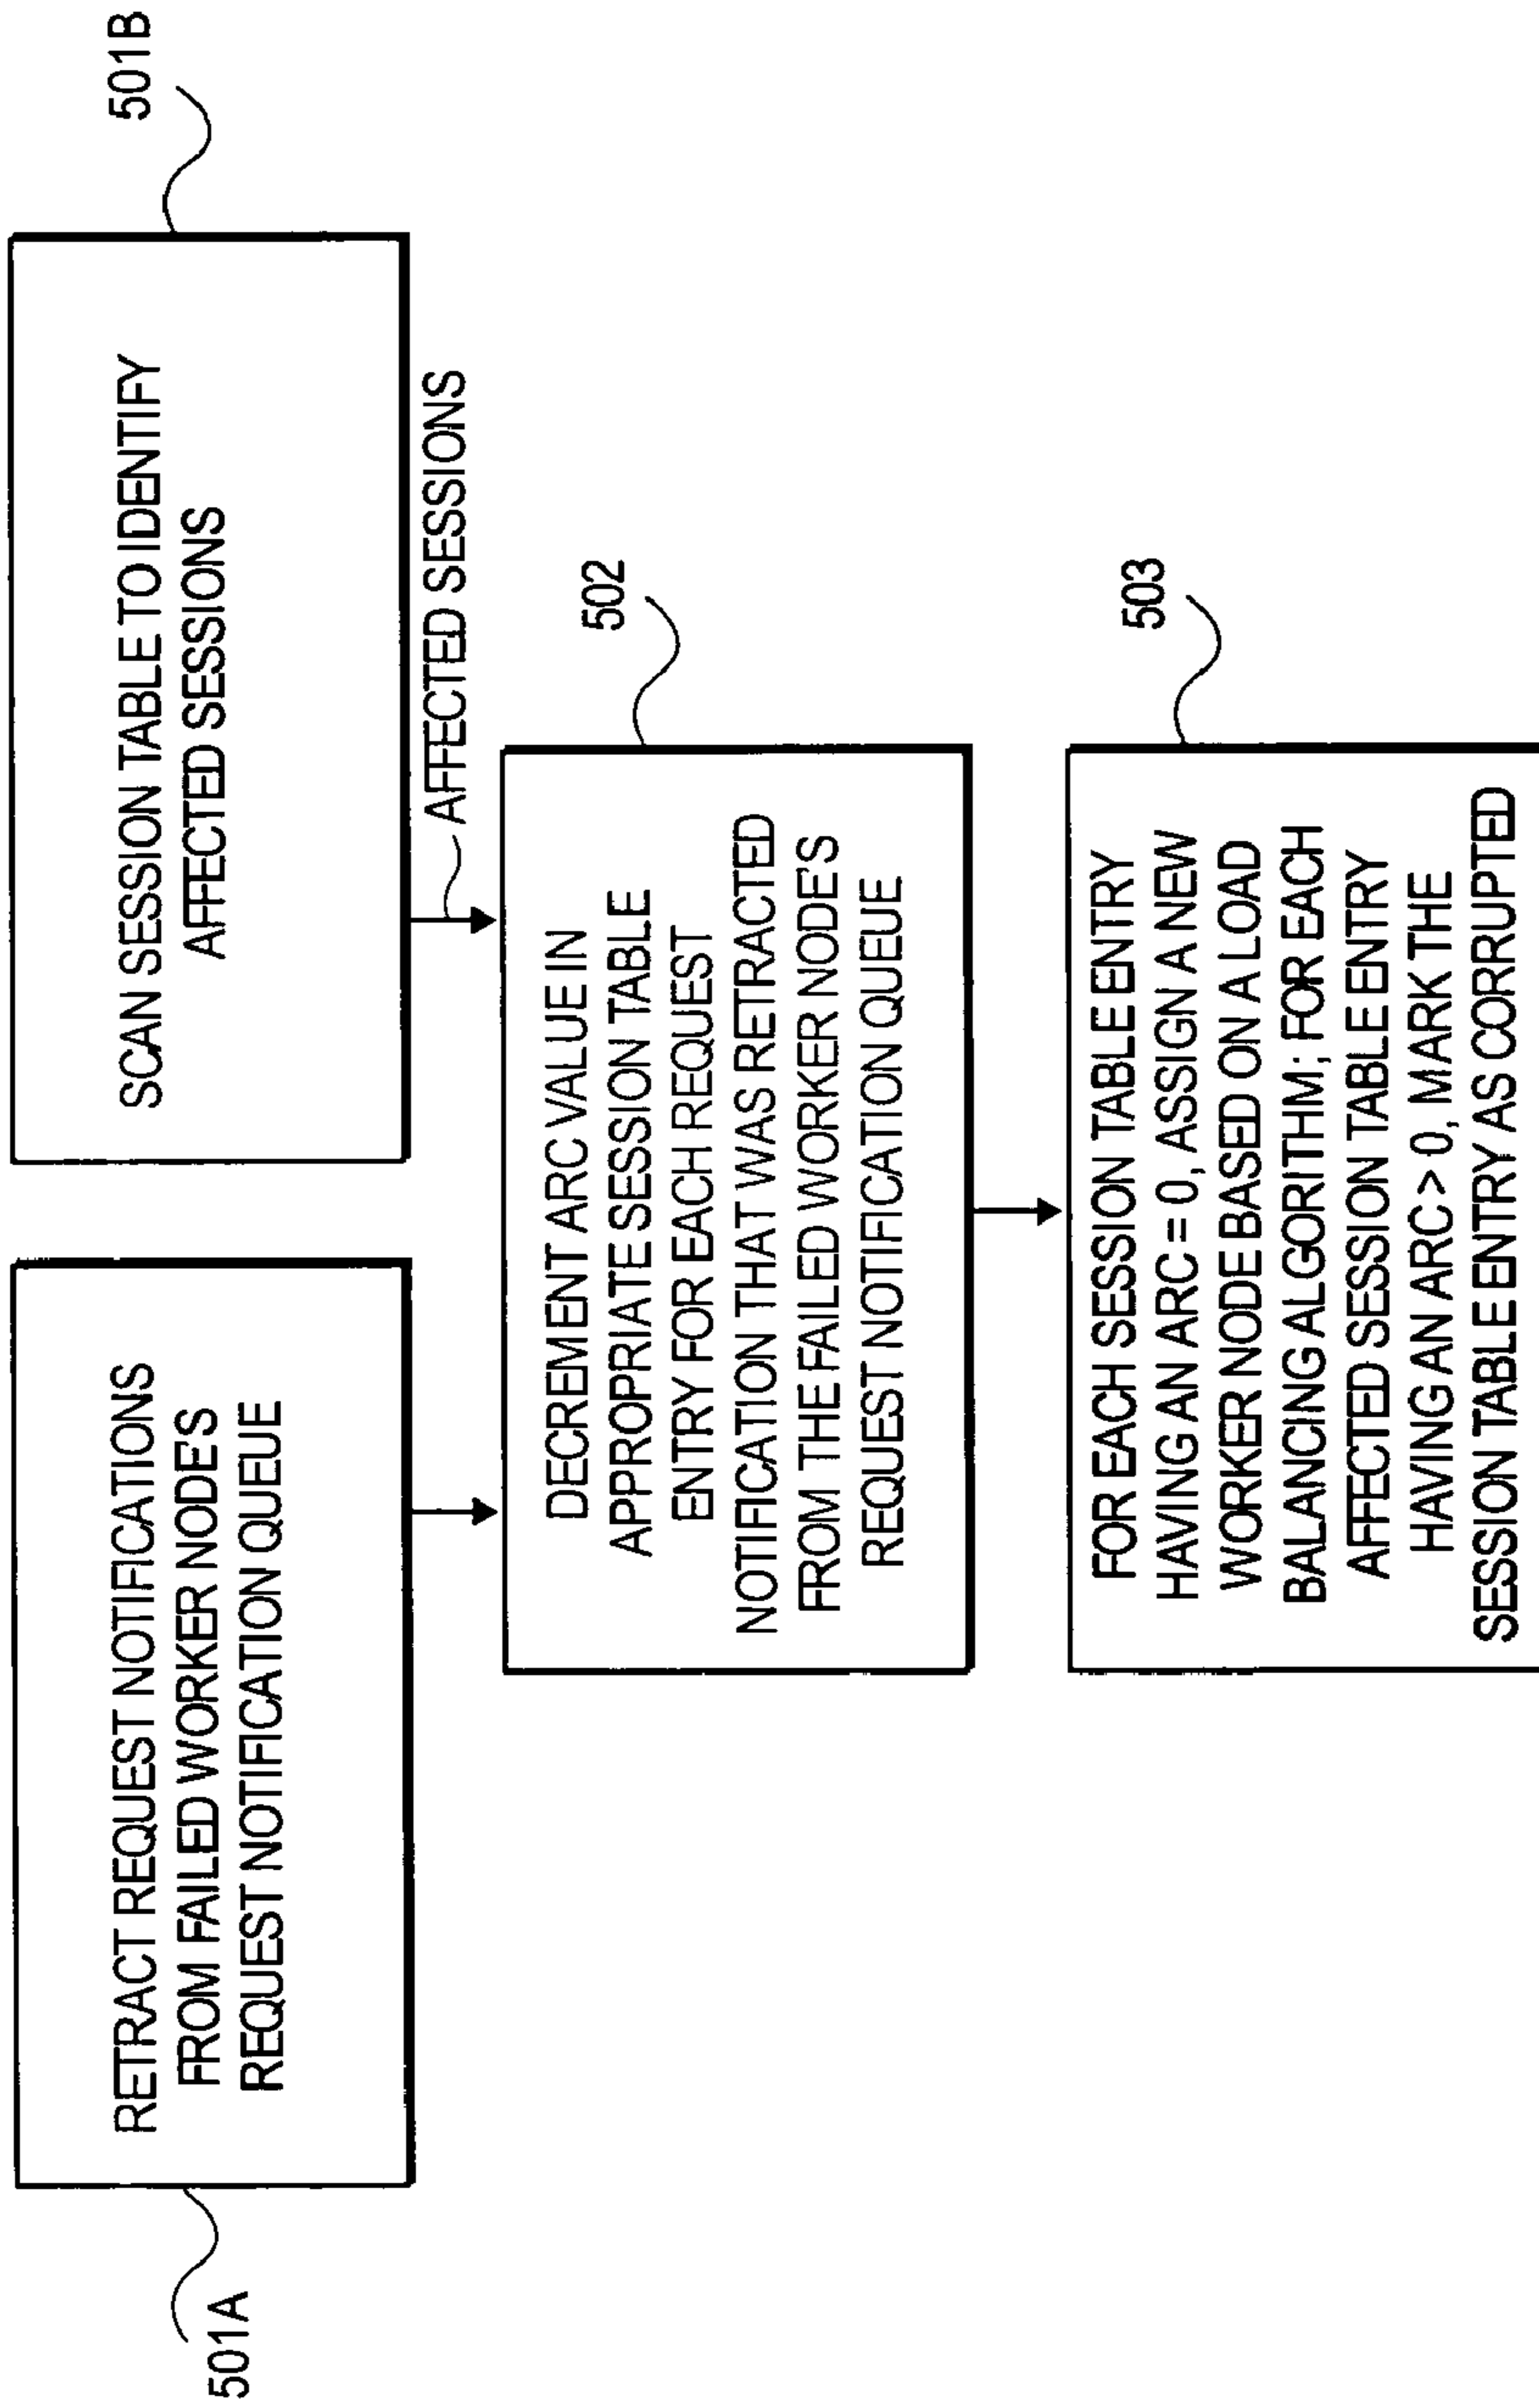 501A
RETRACT REQUEST NOTIFICATIONS
FROM FAILED WORKER NODE'S
REQUEST NOTIFICATION QUEUE
501B
SCAN SESSION TABLE TO IDENTIFY
AFFECTED SESSIONS
AFFECTED SESSIONS
502
DECREMENT ARC VALUE IN
APPROPRIATE SESSION TABLE
ENTRY FOR EACH REQUEST
NOTIFICATION THAT WAS RETRACTED
FROM THE FAILED WORKER NODE'S
REQUEST NOTIFICATION QUEUE
503
FOR EACH SESSION TABLE ENTRY
HAVING AN ARC = 0, ASSIGN A NEW
WORKER NODE BASED ON A LOAD
BALANCING ALGORITHM; FOR EACH
AFFECTED SESSION TABLE ENTRY
HAVING AN ARC > 0, MARK THE
SESSION TABLE ENTRY AS CORRUPTED